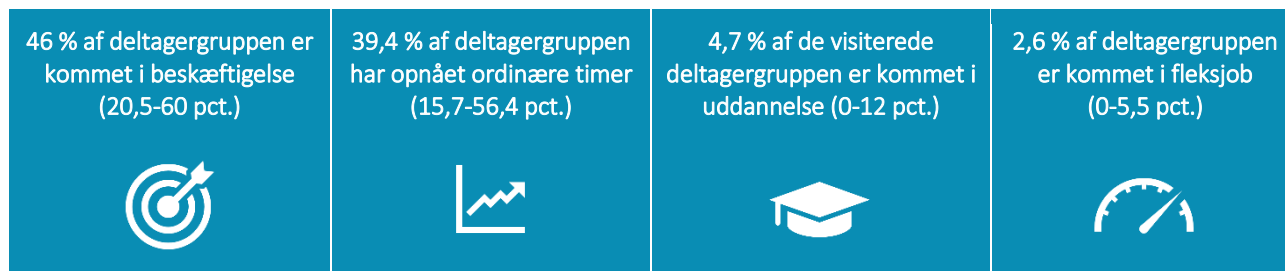 46 % af deltagergruppen er
kommet i beskæftigelse
(20,5-60 pct.)
39,4 % af deltagergruppen
har opnået ordinære timer
(15,7-56,4 pct.)
4,7 % af de visiterede
deltagergruppen er kommet i
uddannelse (0-12 pct.)
2,6 % af deltagergruppen
er kommet i fleksjob
(0-5,5 pct.)